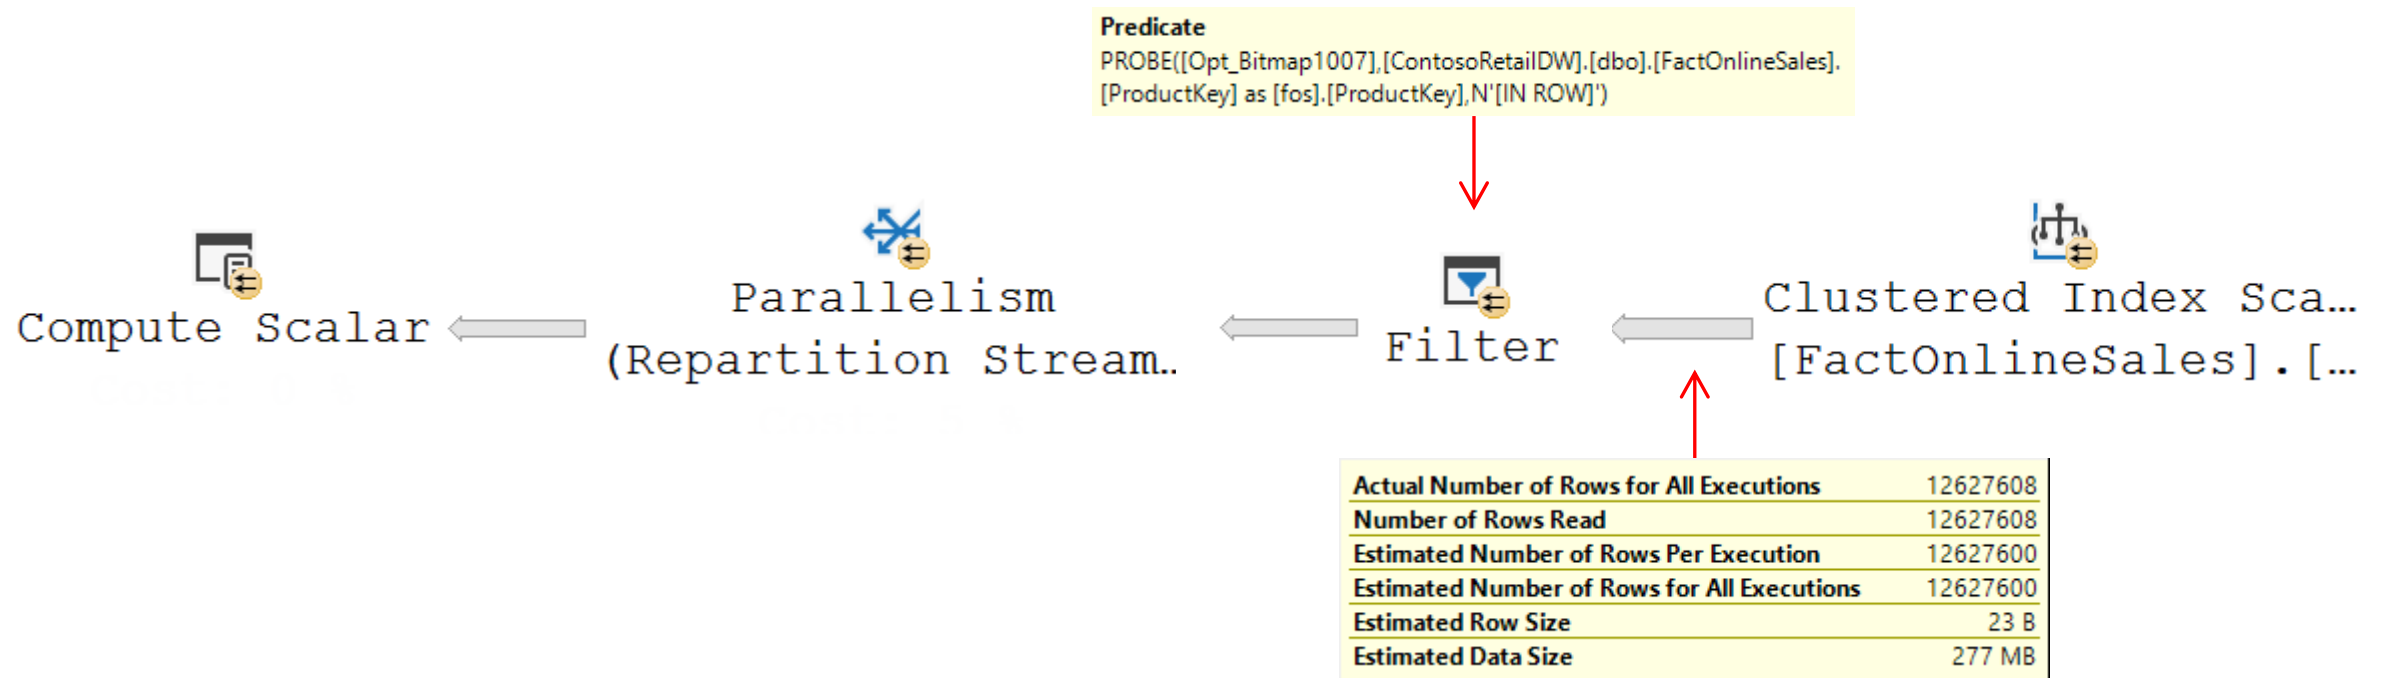 Predicate
PROBE([Opt_Bitmap1007],[ContosoRetailDW].[dbo].[FactOnlineSales].
[ProductKey] as [fos].[ProductKey],N'[IN ROW]')
Compute Scalar
Parallelism
(Repartition Stream…
Filter
Clustered Index Sca…
[FactOnlineSales].[…
Actual Number of Rows for All Executions 12627608
Number of Rows Read 12627608
Estimated Number of Rows Per Execution 12627600
Estimated Number of Rows for All Executions 12627600
Estimated Row Size 23 B
Estimated Data Size 277 MB